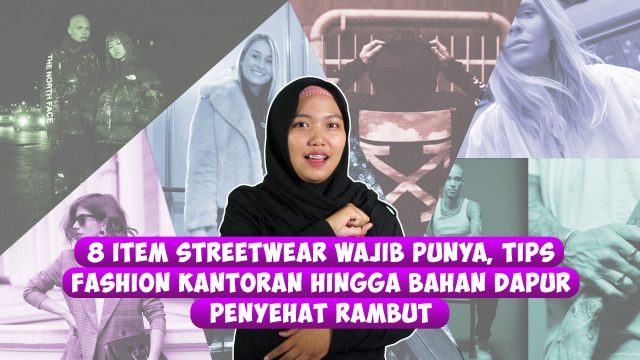 THE NORTH FACE
8 ITEM STREETWEAR WAJIB PUNYA, TIPS
FASHION KANTORAN HINGGA BAHAN DAPUR
PENYEHAT RAMBUT